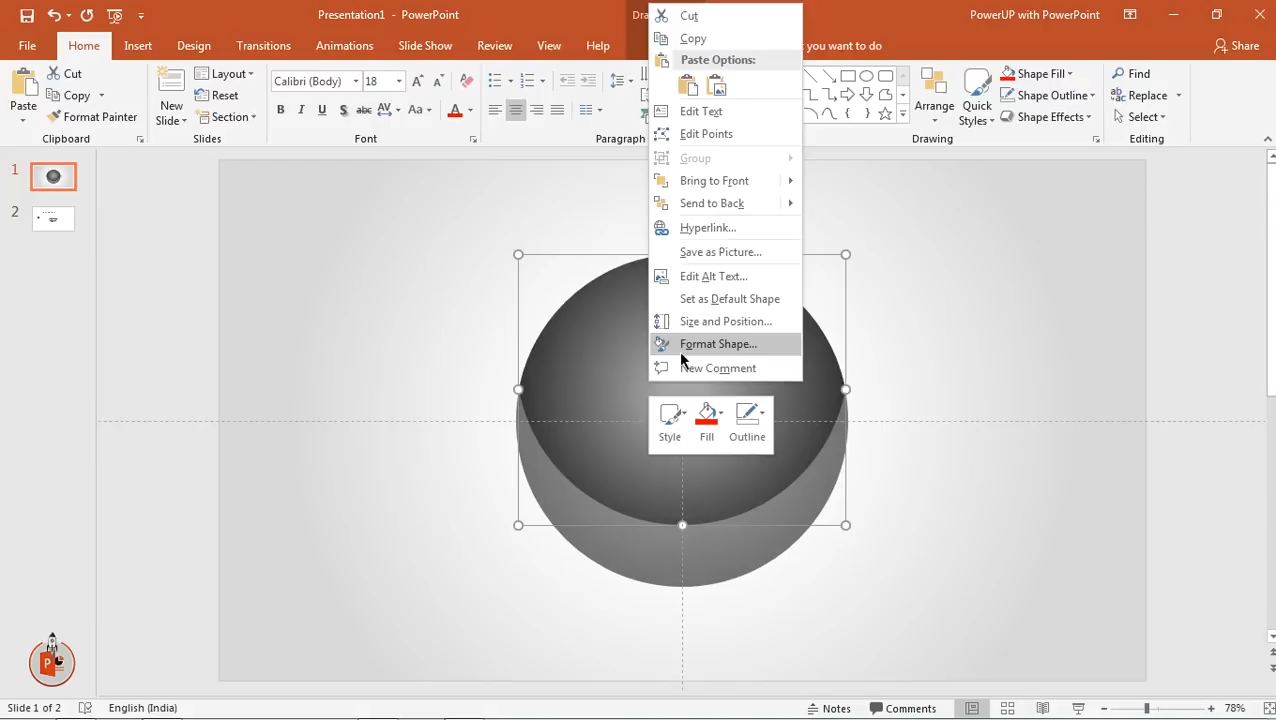 Presentation1 - PowerPoint
Dra
PowerUP with PowerPoint
File
Home
Insert
Design
Transitions
Animations
Slide Show
Review
View
Help
you want to do
Share
Paste
Cut
Copy
Format Painter
Clipboard
New
Slide
Layout
Reset
Section
Slides
Calibri (Body)
18
B I U S abc AV Aa A
Font
Paragraph
Arrange
Quick
Styles
Shape Fill
Shape Outline
Shape Effects
Drawing
Find
Replace
Select
Editing
Cut
Copy
Paste Options:
Edit Text
Edit Points
Group
Bring to Front
Send to Back
Hyperlink...
Save as Picture...
Edit Alt Text...
Set as Default Shape
Size and Position...
Format Shape...
New Comment
Style
Fill
Outline
1
2
P
Slide 1 of 2
English (India)
Notes
Comments
78%